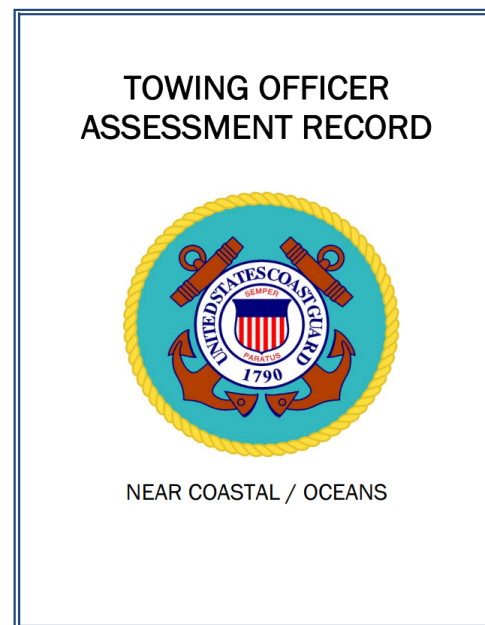 TOWING OFFICER
ASSESSMENT RECORD
UNITED STATES COAST GUARD
SEMPER
PARATUS
1790
NEAR COASTAL / OCEANS